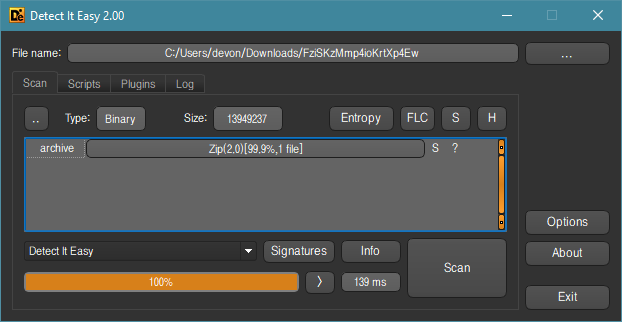 Detect It Easy 2.00
File name: C:/Users/devon/Downloads/FziSKzMmp4ioKrtXp4Ew ...
Scan Scripts Plugins Log
.. Type: Binary Size: 13949237 Entropy FLC S H
archive Zip(2.0)[99.9%,1 file] S ?
Options
Detect It Easy Signatures Info Scan About
100% > 139 ms
Exit